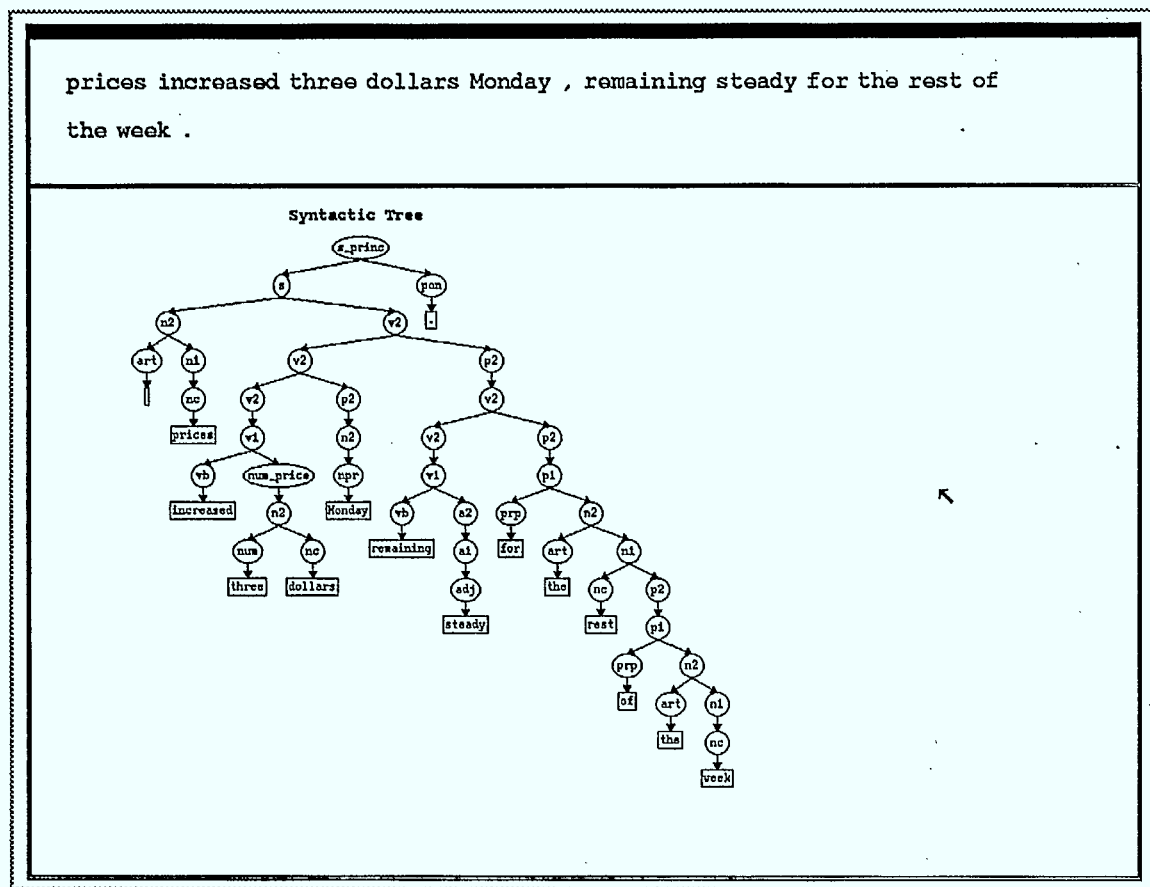 prices increased three dollars Monday , remaining steady for the rest of
the week .
Syntactic Tree
s_princ
s pon
n2 v2 .
art n1 v2 p2
nc v2 p2 v2
prices v1 n2 v2 p2
vb num_price npr v1 p1
increased n2 Monday vb a2 prp n2
num nc remaining a1 for art n1
three dollars adj the nc p2
steady rest p1
prp n2
of art n1
the nc
week